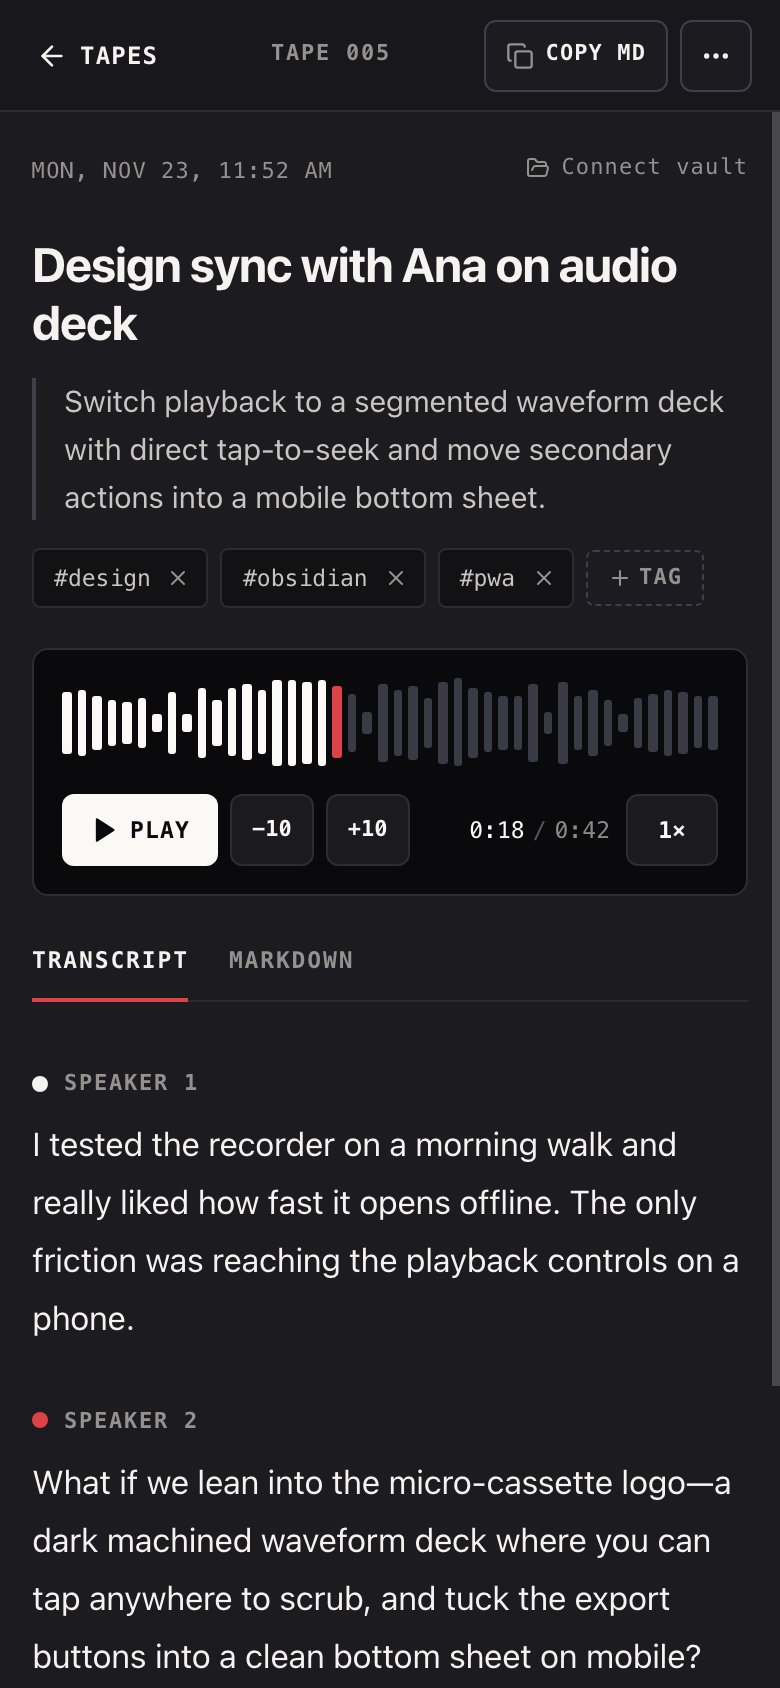 TAPES
TAPE 005
COPY MD
MON, NOV 23, 11:52 AM
Connect vault
Design sync with Ana on audio
deck
Switch playback to a segmented waveform deck
with direct tap-to-seek and move secondary
actions into a mobile bottom sheet.
#design
#obsidian
#pwa
+ TAG
PLAY
−10
+10
0:18 / 0:42
1×
TRANSCRIPT
MARKDOWN
SPEAKER 1
I tested the recorder on a morning walk and
really liked how fast it opens offline. The only
friction was reaching the playback controls on a
phone.
SPEAKER 2
What if we lean into the micro-cassette logo—a
dark machined waveform deck where you can
tap anywhere to scrub, and tuck the export
buttons into a clean bottom sheet on mobile?